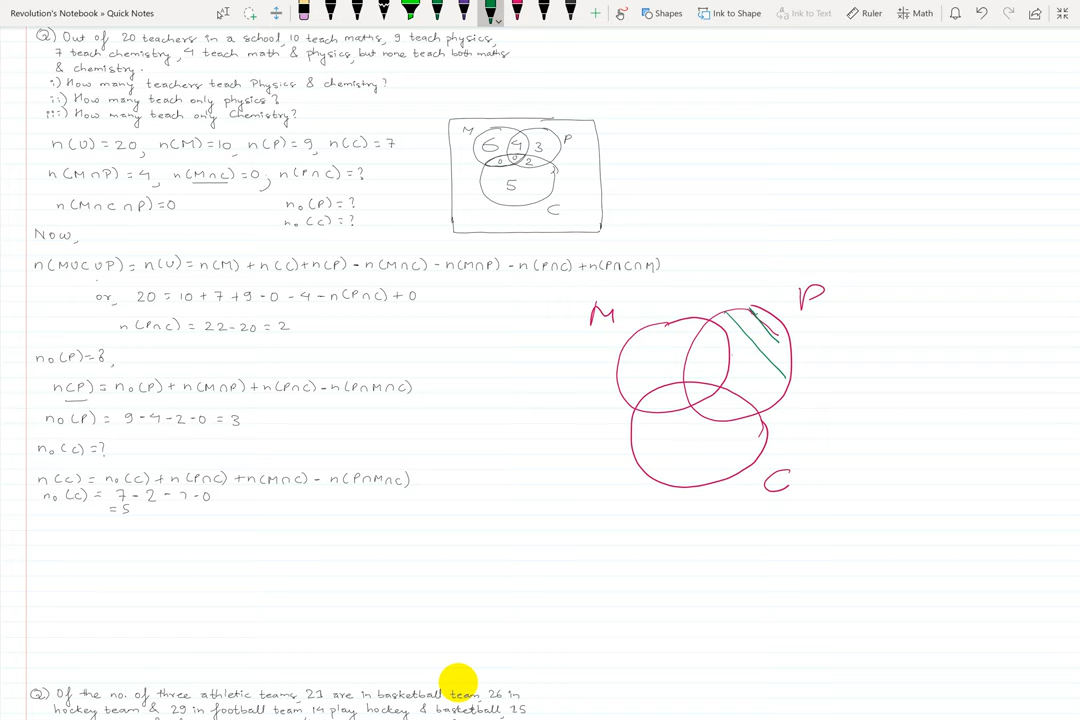 Revolution's Notebook » Quick Notes
Shapes
Ink to Shape
Ink to Text
Ruler
Math
Q) Out of 20 teachers in a school, 10 teach maths, 9 teach physics,
7 teach chemistry, 4 teach math & physics, but none teach both maths
& chemistry.
i) How many teachers teach Physics & chemistry?
ii) How many teach only physics?
iii) How many teach only Chemistry?
n(U)=20, n(M)=10, n(P)=9, n(C)=7
n(M∩P)=4, n(M∩C)=0, n(P∩C)=?
n(M∩C∩P)=0 n₀(P)=?
n₀(C)=?
M
P
6 4 3
0 0 2
5
C
Now,
n(M∪C∪P)=n(U)=n(M)+n(C)+n(P)-n(M∩C)-n(M∩P)-n(P∩C)+n(P∩C∩M)
or, 20=10+7+9-0-4-n(P∩C)+0
n(P∩C)=22-20=2
n₀(P)=?,
n(P)=n₀(P)+n(M∩P)+n(P∩C)-n(P∩M∩C)
n₀(P)= 9-4-2-0=3
n₀(C)=?
n(C)=n₀(C)+n(P∩C)+n(M∩C)-n(P∩M∩C)
n₀(C)= 7-2-0-0
=5
M
P
C
Q) Of the no. of three athletic teams, 21 are in basketball team, 26 in
hockey team & 29 in football team 14 play hockey & basketball, 15